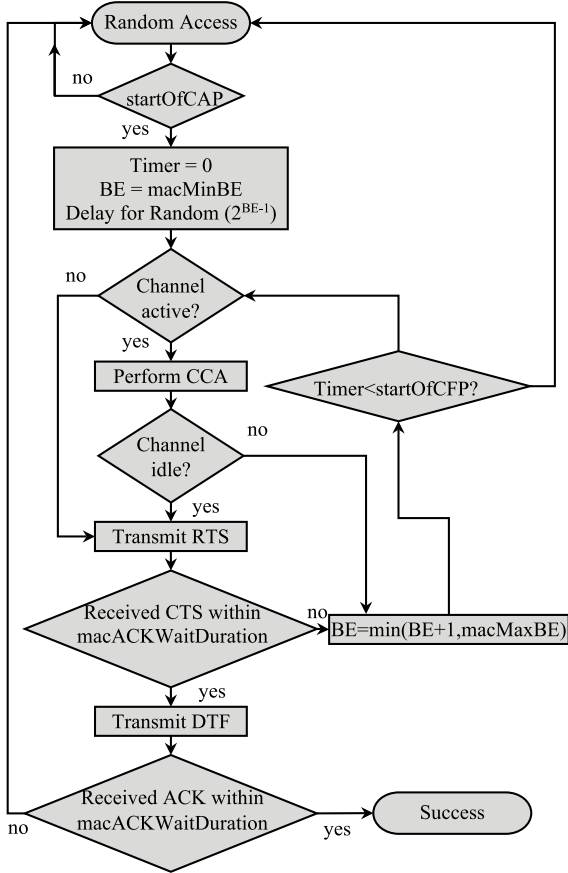 Random Access
no
startOfCAP
yes
Timer = 0
BE = macMinBE
Delay for Random (2^BE-1)
no
Channel
active?
yes
Perform CCA
Timer<startOfCFP?
Channel
idle?
no
yes
Transmit RTS
Received CTS within
macACKWaitDuration
no
BE=min(BE+1,macMaxBE)
yes
Transmit DTF
Received ACK within
macACKWaitDuration
no
yes
Success